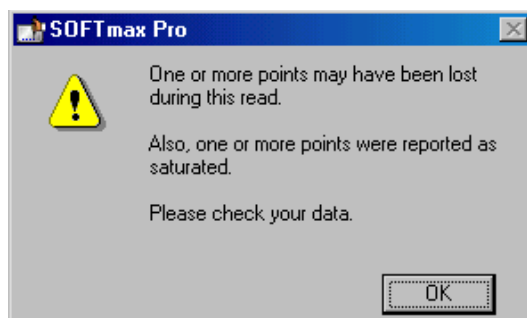 SOFTmax Pro
One or more points may have been lost
during this read.
Also, one or more points were reported as
saturated.
Please check your data.
OK